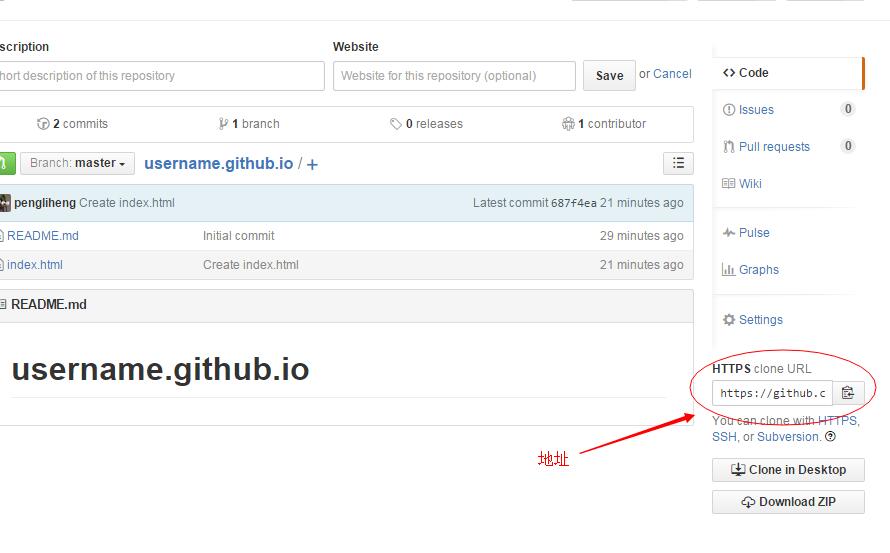 scription
Website
hort description of this repository
Website for this repository (optional)
Save
or Cancel
2 commits
1 branch
0 releases
1 contributor
Branch: master
username.github.io / +
pengliheng Create index.html
Latest commit 687f4ea 21 minutes ago
README.md
Initial commit
29 minutes ago
index.html
Create index.html
21 minutes ago
README.md
username.github.io
Code
Issues
0
Pull requests
0
Wiki
Pulse
Graphs
Settings
HTTPS clone URL
https://github.c
You can clone with HTTPS,
SSH, or Subversion.
地址
Clone in Desktop
Download ZIP